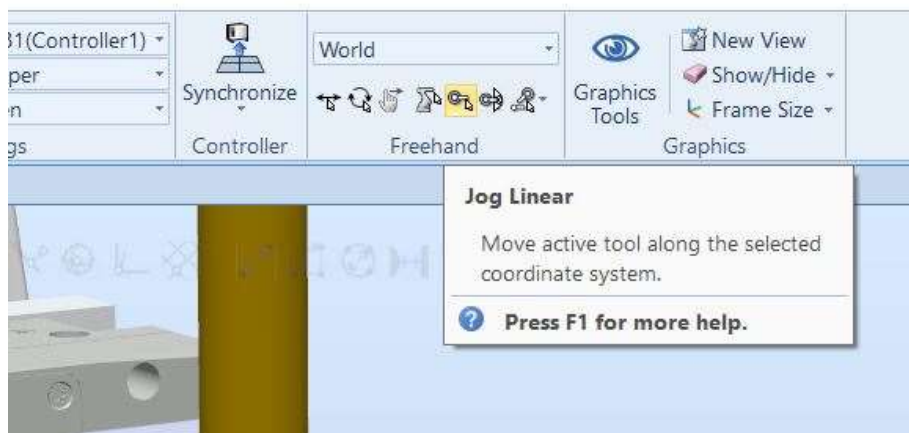 31(Controller1)
per
n
gs
Synchronize
Controller
World
Freehand
Graphics
Tools
New View
Show/Hide
Frame Size
Graphics
Jog Linear
Move active tool along the selected
coordinate system.
Press F1 for more help.